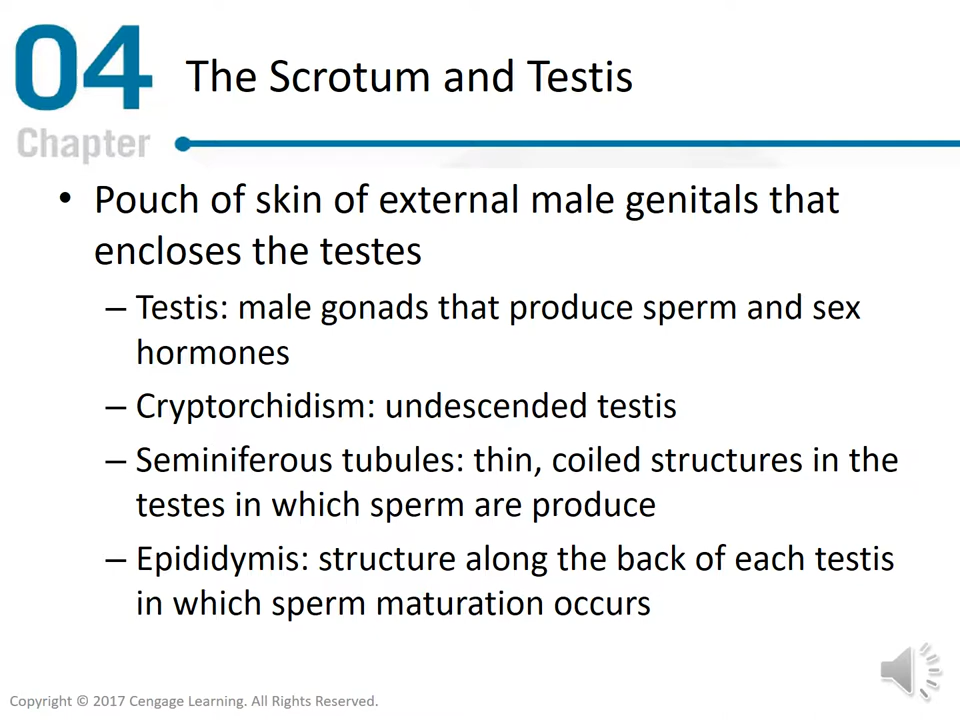 04
Chapter
The Scrotum and Testis
• Pouch of skin of external male genitals that
encloses the testes
– Testis: male gonads that produce sperm and sex
hormones
– Cryptorchidism: undescended testis
– Seminiferous tubules: thin, coiled structures in the
testes in which sperm are produce
– Epididymis: structure along the back of each testis
in which sperm maturation occurs
Copyright © 2017 Cengage Learning. All Rights Reserved.